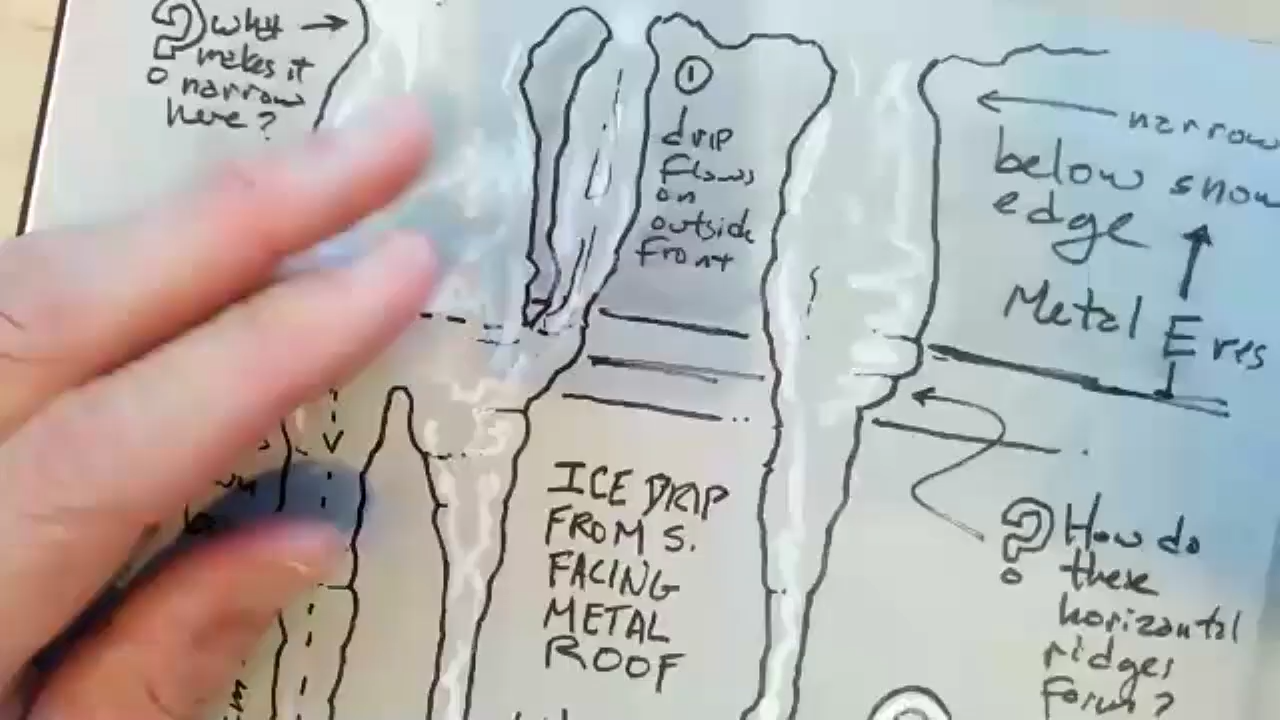 ? why →
makes it
narrow
here?
①
drip
flows
on
outside
front
← narrow
below snow
edge
Metal Eves
ICE DRIP
FROM S.
FACING
METAL
ROOF
? How do
these
horizontal
ridges
form?